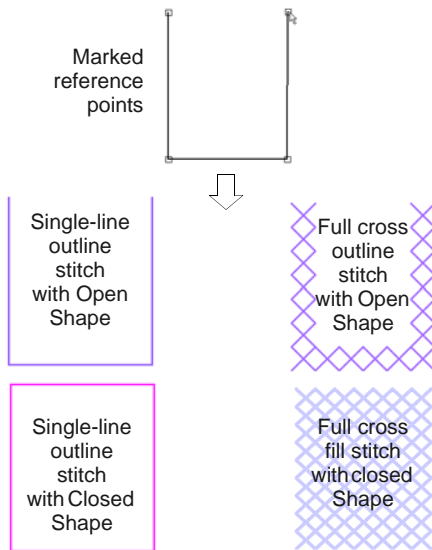 Marked
reference
points
Single-line
outline
stitch
with Open
Shape
Full cross
outline
stitch
with Open
Shape
Single-line
outline
stitch
with Closed
Shape
Full cross
fill stitch
with closed
Shape